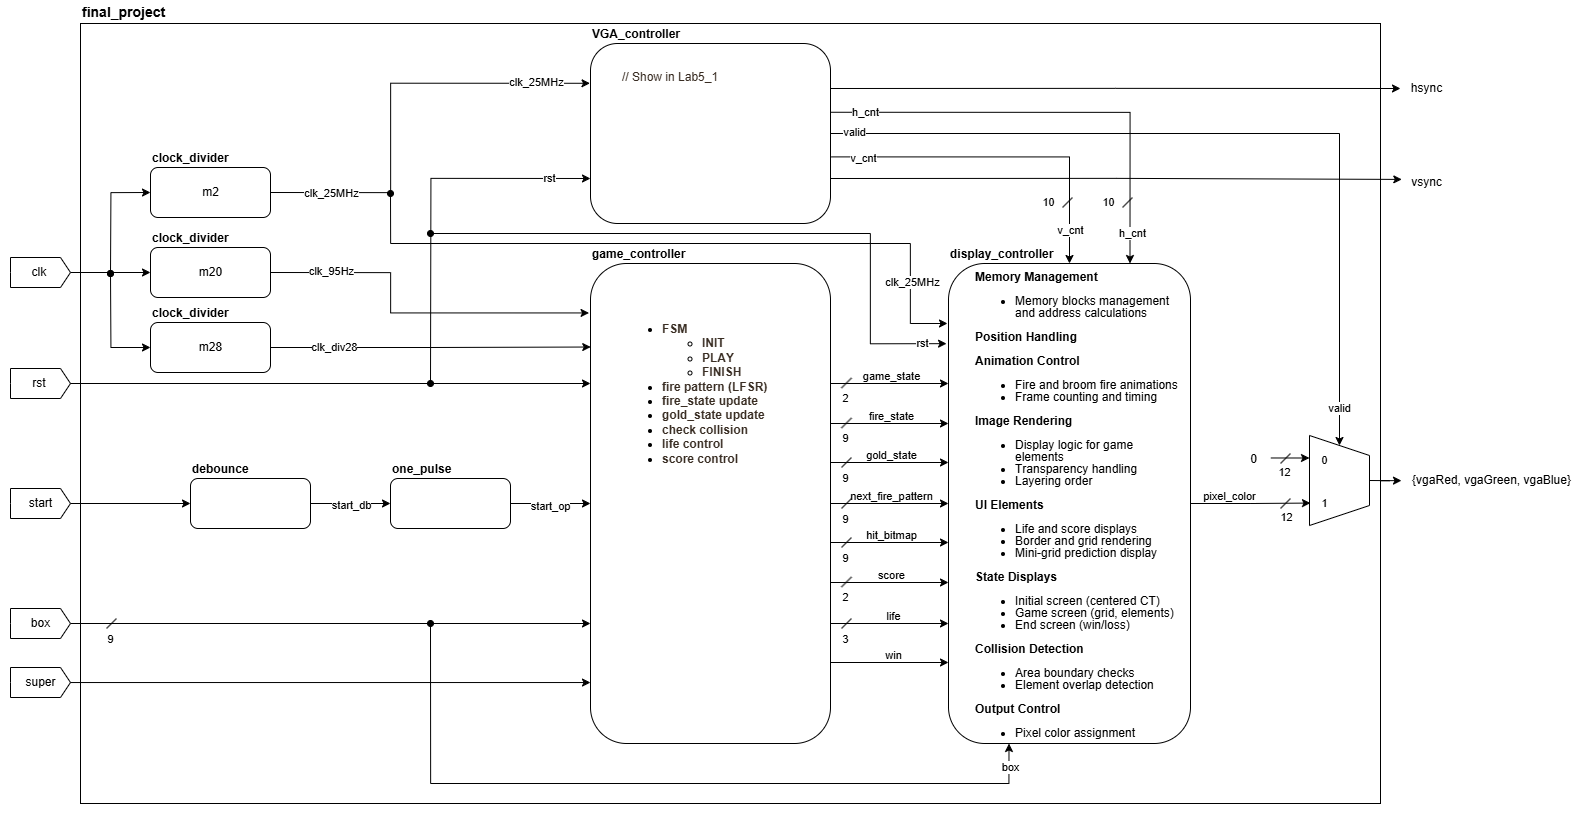 final_project
VGA_controller
// Show in Lab5_1
clk_25MHz
hsync
h_cnt
valid
v_cnt
rst
vsync
clock_divider
m2
clk_25MHz
10
10
v_cnt
h_cnt
clock_divider
m20
clk_95Hz
clk
clock_divider
m28
clk_div28
rst
game_controller
• FSM
◦ INIT
◦ PLAY
◦ FINISH
• fire pattern (LFSR)
• fire_state update
• gold_state update
• check collision
• life control
• score control
clk_25MHz
rst
game_state
2
fire_state
9
gold_state
9
next_fire_pattern
9
hit_bitmap
9
score
2
life
3
win
display_controller
Memory Management
• Memory blocks management
and address calculations
Position Handling
Animation Control
• Fire and broom fire animations
• Frame counting and timing
Image Rendering
• Display logic for game
elements
• Transparency handling
• Layering order
UI Elements
• Life and score displays
• Border and grid rendering
• Mini-grid prediction display
State Displays
• Initial screen (centered CT)
• Game screen (grid, elements)
• End screen (win/loss)
Collision Detection
• Area boundary checks
• Element overlap detection
Output Control
• Pixel color assignment
box
valid
0
12
0
pixel_color
12
1
{vgaRed, vgaGreen, vgaBlue}
start
debounce
start_db
one_pulse
start_op
box
9
super